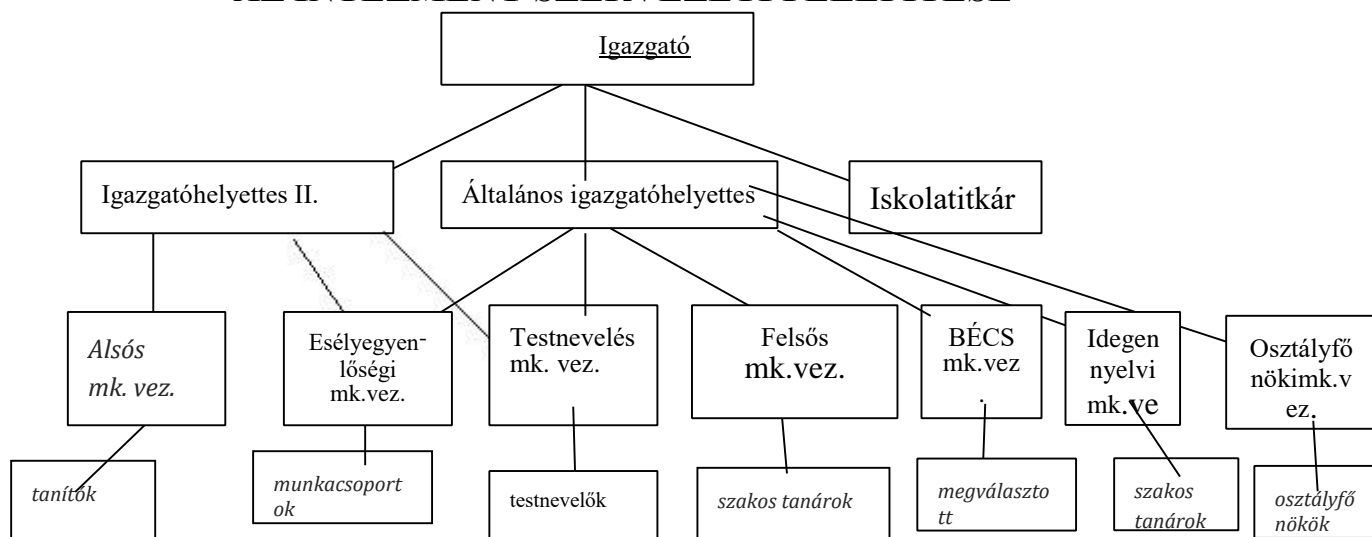 Igazgató
Igazgatóhelyettes II.
Általános igazgatóhelyettes
Iskolatitkár
Alsós
mk. vez.
Esélyegyen-
lőségi
mk.vez.
Testnevelés
mk. vez.
Felsős
mk.vez.
BÉCS
mk.vez
.
Idegen
nyelvi
mk.ve
Osztályfő
nökimk.v
ez.
tanítók
munkacsoport
ok
testnevelők
szakos tanárok
megválaszto
tt
szakos
tanárok
osztályfő
nökök